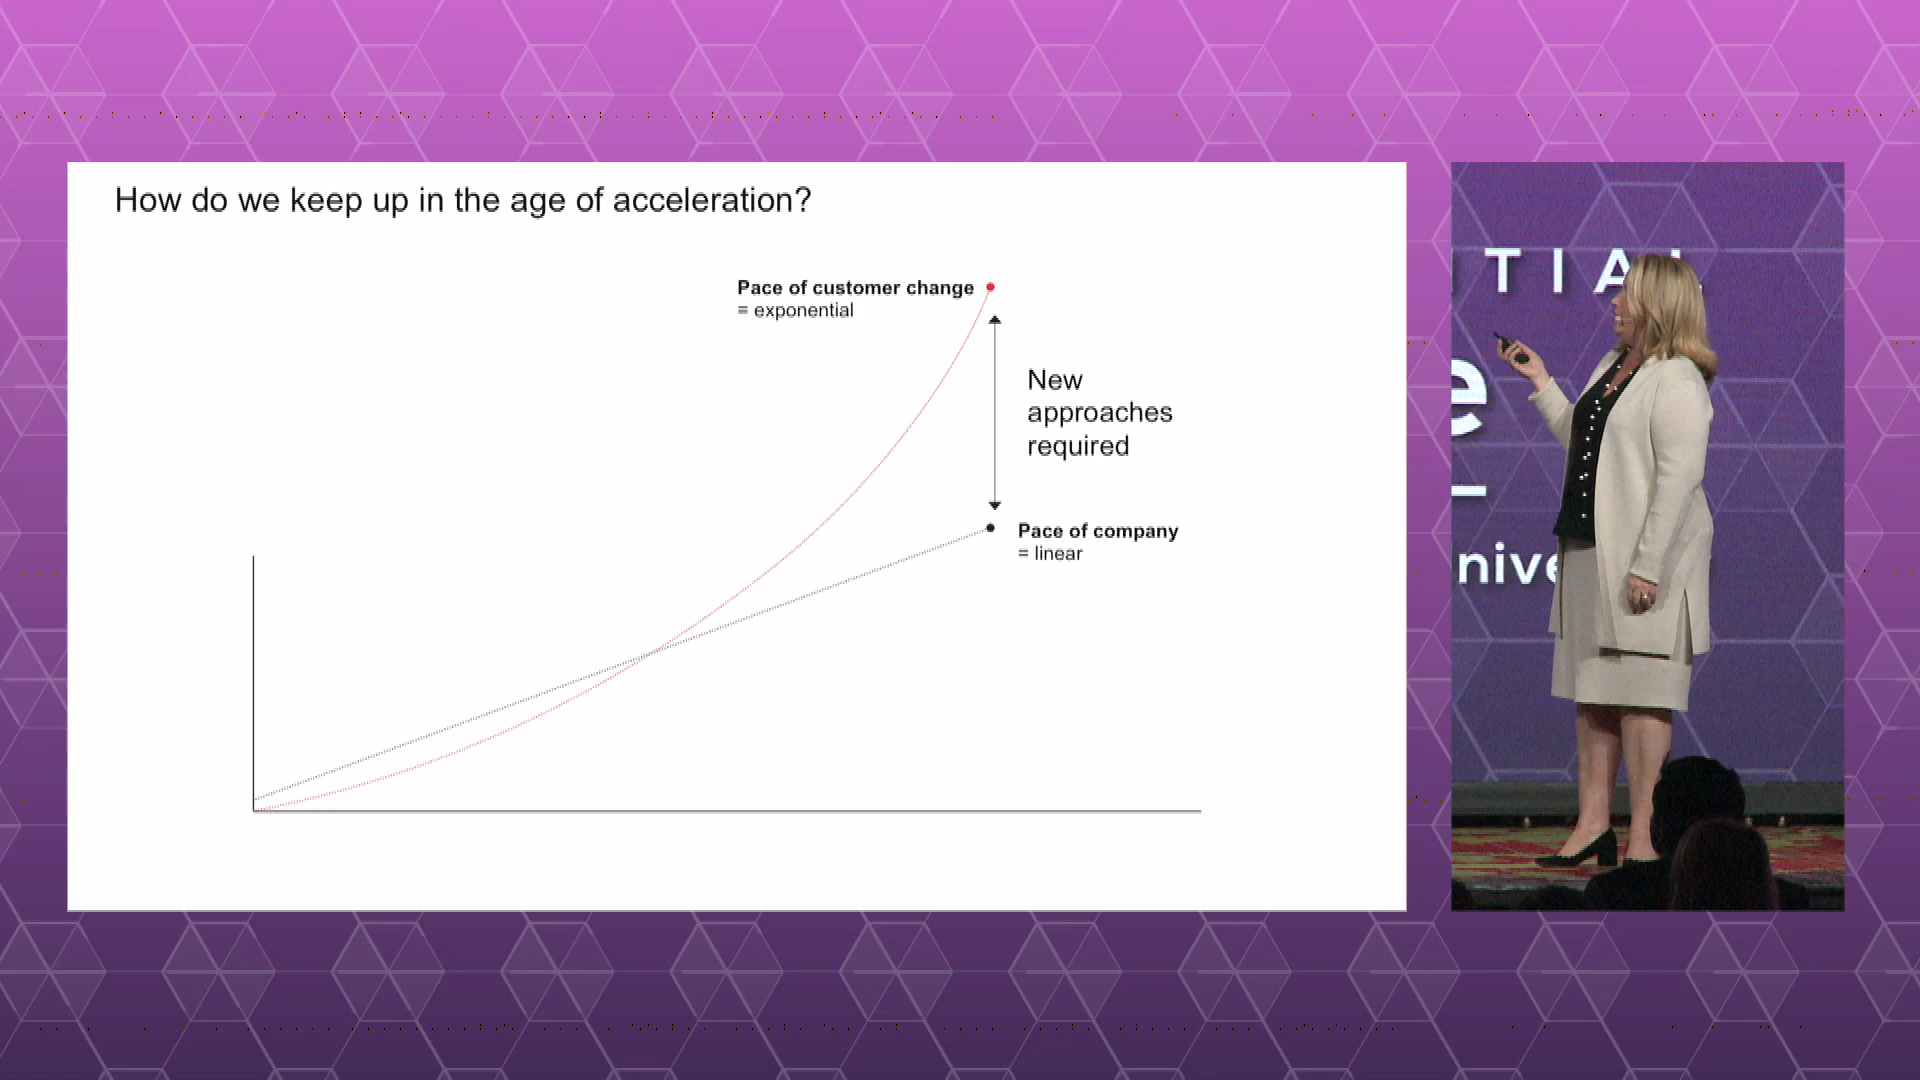 How do we keep up in the age of acceleration?
Pace of customer change
= exponential
New
approaches
required
Pace of company
= linear